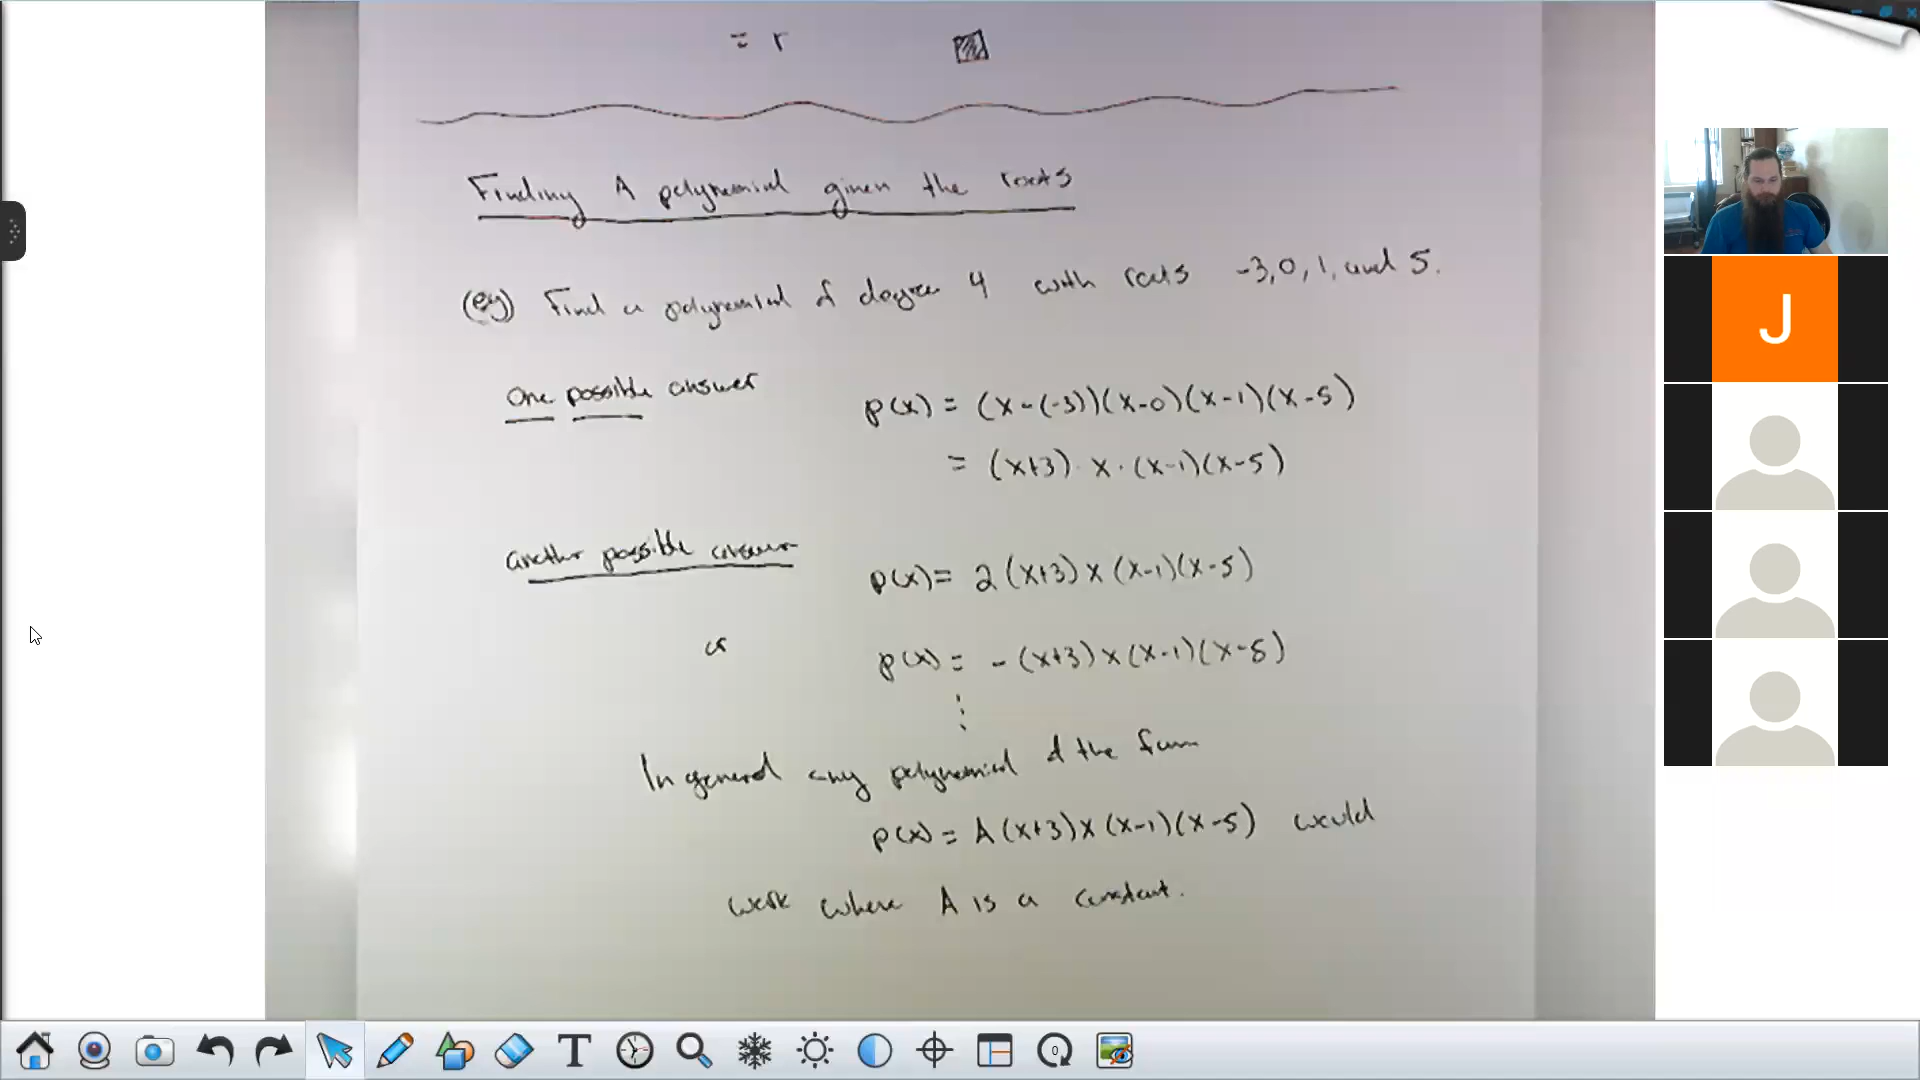 = r
Finding A polynomial given the roots
(eg) Find a polynomial of degree 4 with roots -3, 0, 1, and 5.
One possible answer
p(x) = (x-(-3))(x-0)(x-1)(x-5)
= (x+3) · x · (x-1)(x-5)
another possible answer
p(x) = 2(x+3)x(x-1)(x-5)
or
p(x) = -(x+3)x(x-1)(x-5)
⋮
In general any polynomial of the form
p(x) = A(x+3)x(x-1)(x-5) would
work where A is a constant.
J
T
0